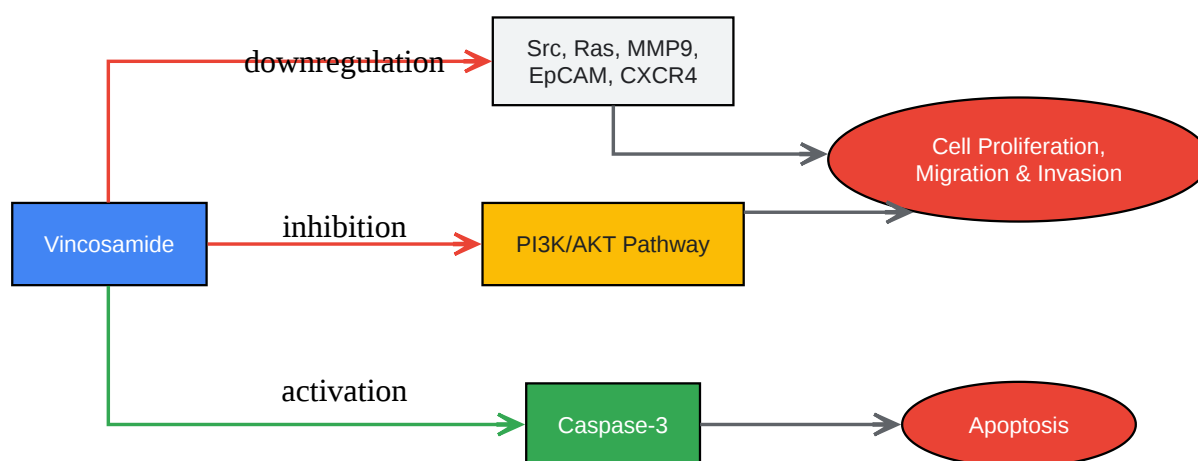 downregulation
Src, Ras, MMP9,
EpCAM, CXCR4
Cell Proliferation,
Migration & Invasion
Vincosamide
inhibition
PI3K/AKT Pathway
activation
Caspase-3
Apoptosis